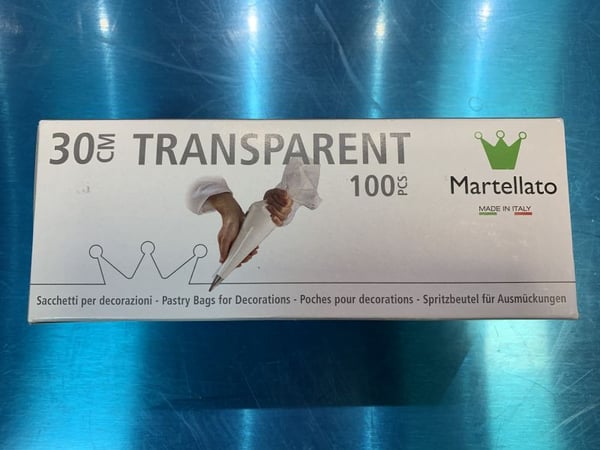 30 CM TRANSPARENT
100 PCS
Martellato
MADE IN ITALY
Sacchetti per decorazioni - Pastry Bags for Decorations - Poches pour decorations - Spritzbeutel für Ausmückungen